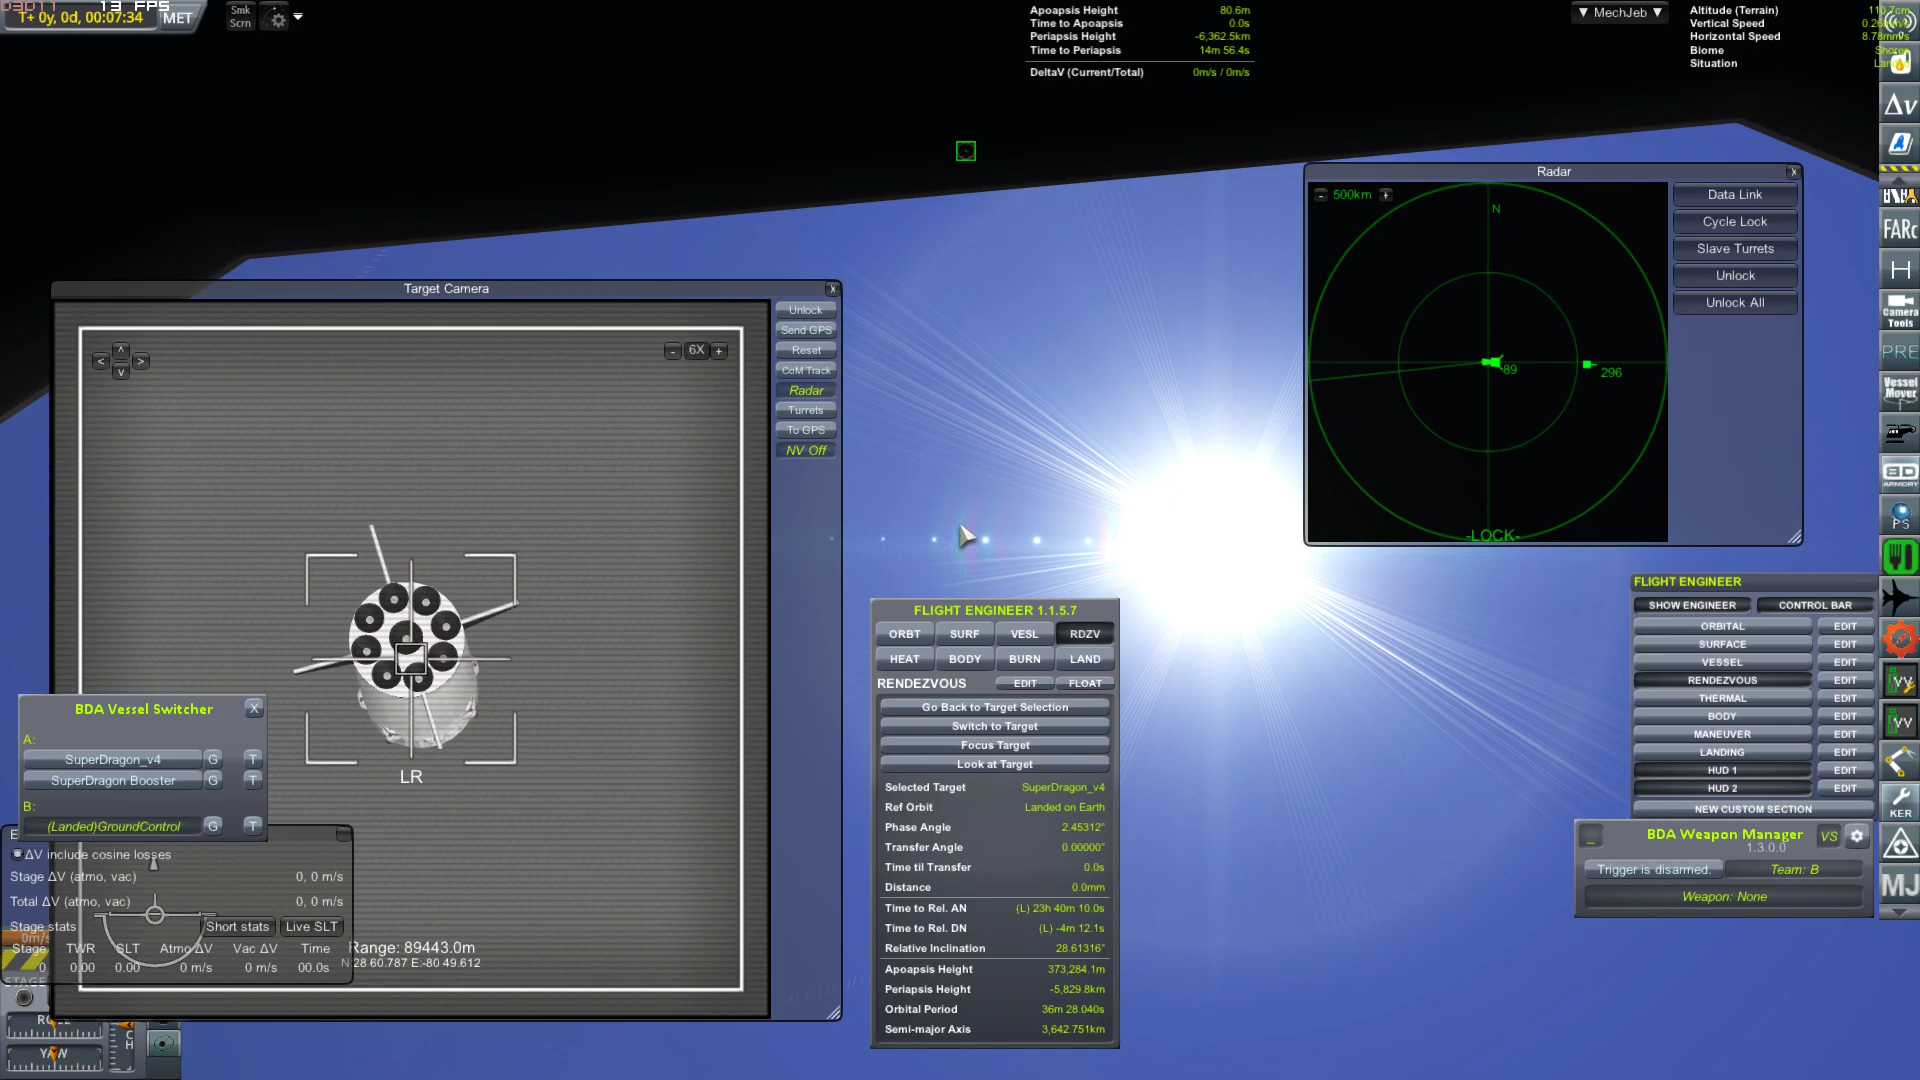 13 FPS
T+ 0y, 0d, 00:07:34 MET
Smk
Scrn
Apoapsis Height 80.6m
Time to Apoapsis 0.0s
Periapsis Height -6,362.5km
Time to Periapsis 14m 56.4s
DeltaV (Current/Total) 0m/s / 0m/s
▼ MechJeb ▼
Altitude (Terrain)
Vertical Speed
Horizontal Speed
Biome
Situation
Δv
FARc
H
Camera
Tools
PRE
Vessel
Mover
BD
ARMORY
PS
KER
MJ
Radar
X
- 500km +
N
89
296
-LOCK-
Data Link
Cycle Lock
Slave Turrets
Unlock
Unlock All
Target Camera
X
< ^ >
v
- 6X +
Unlock
Send GPS
Reset
CoM Track
Radar
Turrets
To GPS
NV Off
LR
Range: 89443.0m
N:28 60.787 E:-80 49.612
BDA Vessel Switcher X
A:
SuperDragon_v4 G T
SuperDragon Booster G T
B:
(Landed)GroundControl G T
ΔV include cosine losses
Stage ΔV (atmo, vac) 0, 0 m/s
Total ΔV (atmo, vac) 0, 0 m/s
Stage stats Short stats Live SLT
Stage TWR SLT Atmo ΔV Vac ΔV Time
0 0.00 0.00 0 m/s 0 m/s 00.0s
STAGE
ROLL
YAW
FLIGHT ENGINEER 1.1.5.7
ORBT SURF VESL RDZV
HEAT BODY BURN LAND
RENDEZVOUS EDIT FLOAT
Go Back to Target Selection
Switch to Target
Focus Target
Look at Target
Selected Target SuperDragon_v4
Ref Orbit Landed on Earth
Phase Angle 2.45312°
Transfer Angle 0.00000°
Time til Transfer 0.0s
Distance 0.0mm
Time to Rel. AN (L) 23h 40m 10.0s
Time to Rel. DN (L) -4m 12.1s
Relative Inclination 28.61316°
Apoapsis Height 373,284.1m
Periapsis Height -5,829.8km
Orbital Period 36m 28.040s
Semi-major Axis 3,642.751km
FLIGHT ENGINEER
SHOW ENGINEER CONTROL BAR
ORBITAL EDIT
SURFACE EDIT
VESSEL EDIT
RENDEZVOUS EDIT
THERMAL EDIT
BODY EDIT
MANEUVER EDIT
LANDING EDIT
HUD 1 EDIT
HUD 2 EDIT
NEW CUSTOM SECTION
_ BDA Weapon Manager VS
1.3.0.0
Trigger is disarmed. Team: B
Weapon: None